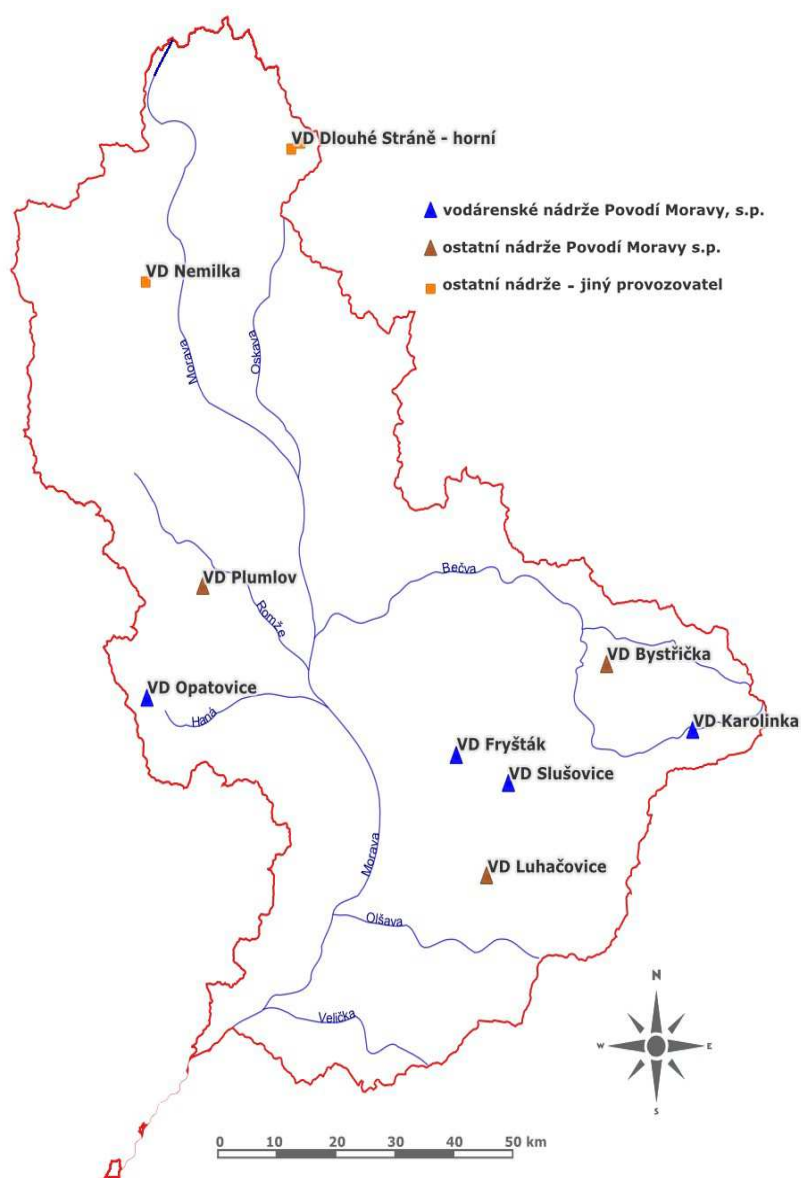 VD Dlouhé Stráně - horní
vodárenské nádrže Povodí Moravy, s.p.
ostatní nádrže Povodí Moravy s.p.
ostatní nádrže - jiný provozovatel
VD Nemilka
Morava
Oskava
VD Plumlov
Romže
Bečva
VD Bystřička
VD Opatovice
Haná
VD Karolinka
VD Fryšták
VD Slušovice
Morava
VD Luhačovice
Olšava
Velička
N
W
E
S
0 10 20 30 40 50 km